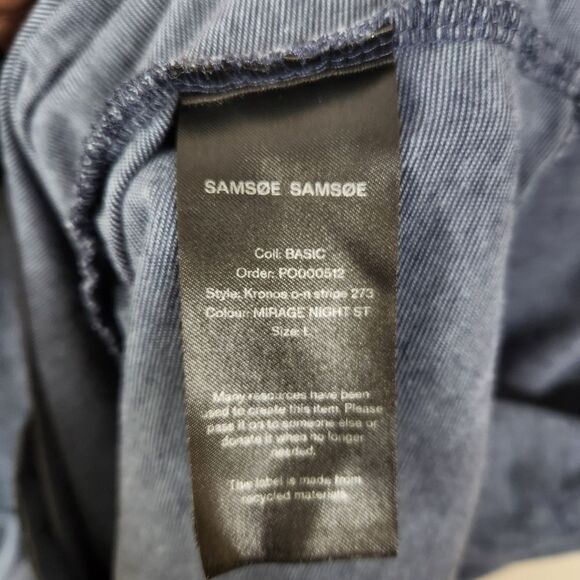 SAMSØE SAMSØE
Coll: BASIC
Order: PO000512
Style: Kronos o-n stripe 273
Colour: MIRAGE NIGHT ST
Size: L
Many resources have been
used to create this item. Please
pass it on to someone else or
donate it when no longer
needed.
This label is made from
recycled materials.